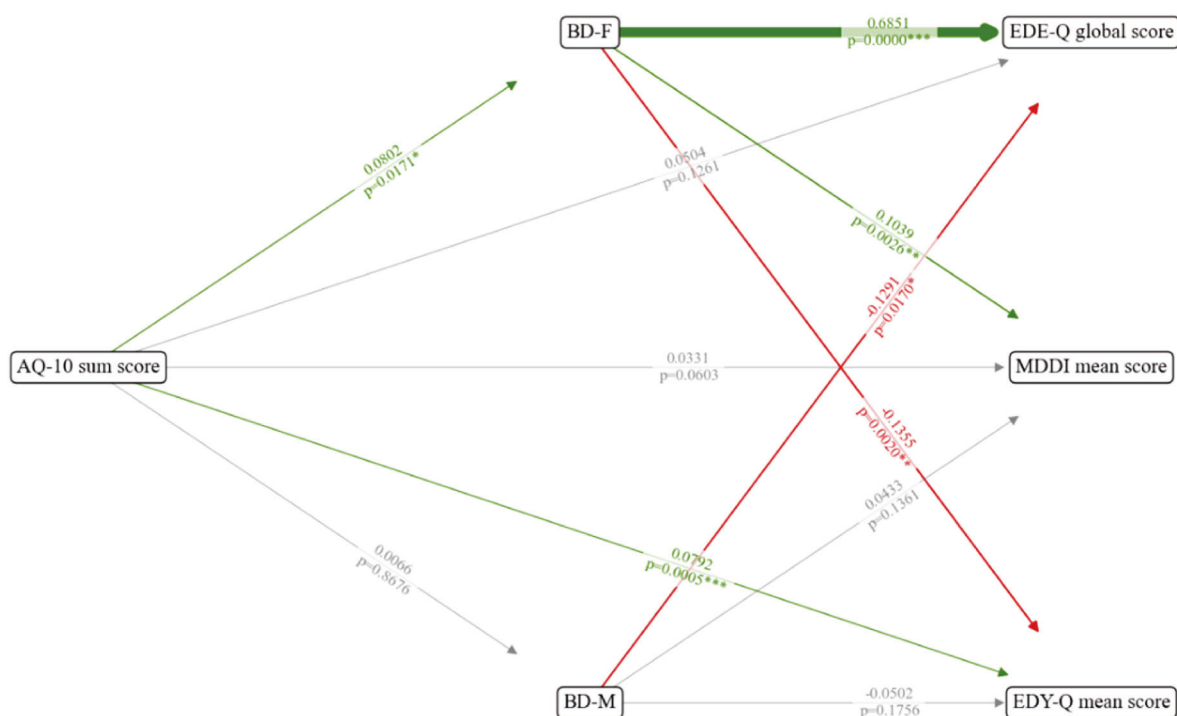 BD-F
0.6851
p=0.0000***
EDE-Q global score
0.0802
p=0.0171*
0.0504
p=0.1261
0.1039
p=0.0026**
-0.1291
p=0.0170*
AQ-10 sum score
0.0331
p=0.0603
MDDI mean score
-0.1355
p=0.0020**
0.0433
p=0.1361
0.0066
p=0.8676
0.0792
p=0.0005***
BD-M
-0.0502
p=0.1756
EDY-Q mean score